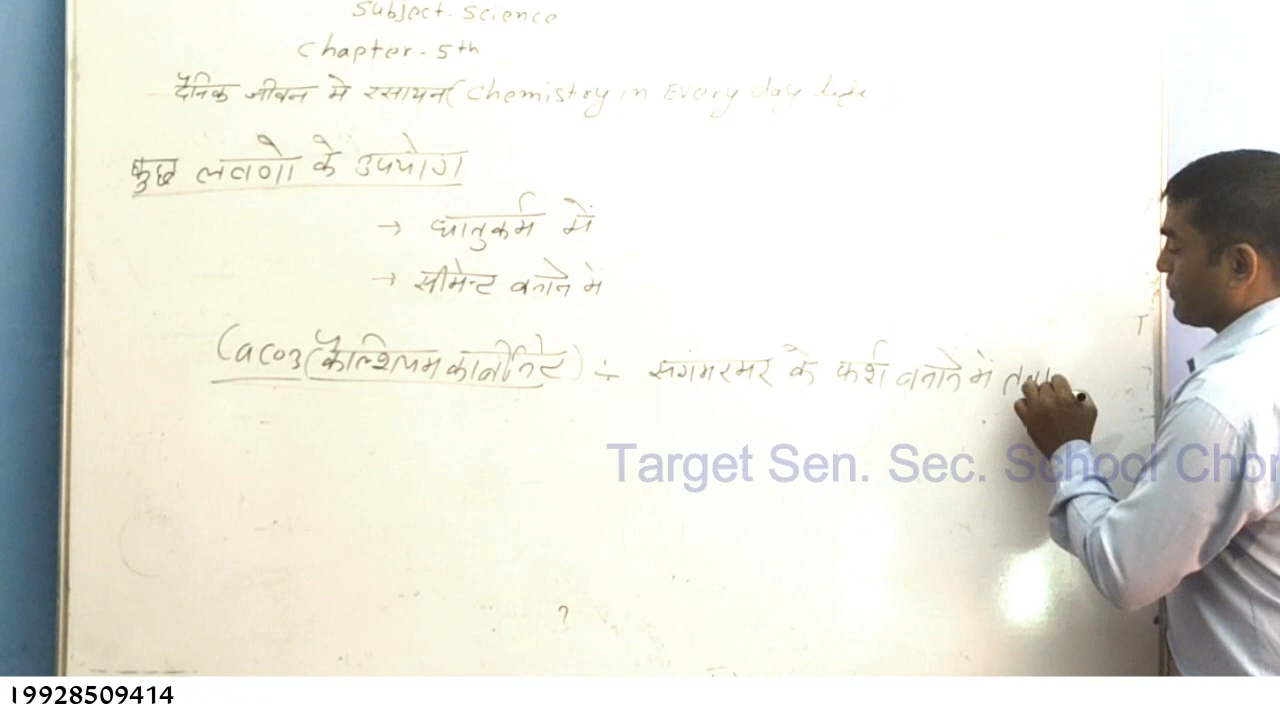 Subject. Science
Chapter - 5th
दैनिक जीवन मे रसायन (Chemistry in Every day life
कुछ लवणो के उपयोग
→ धातुकर्म में
→ सीमेन्ट बनाने में
CaCO3 (कैल्शियम कार्बोनेट) ÷ संगमरमर के फर्श बनाने में
Target Sen. Sec. School Chor
19928509414